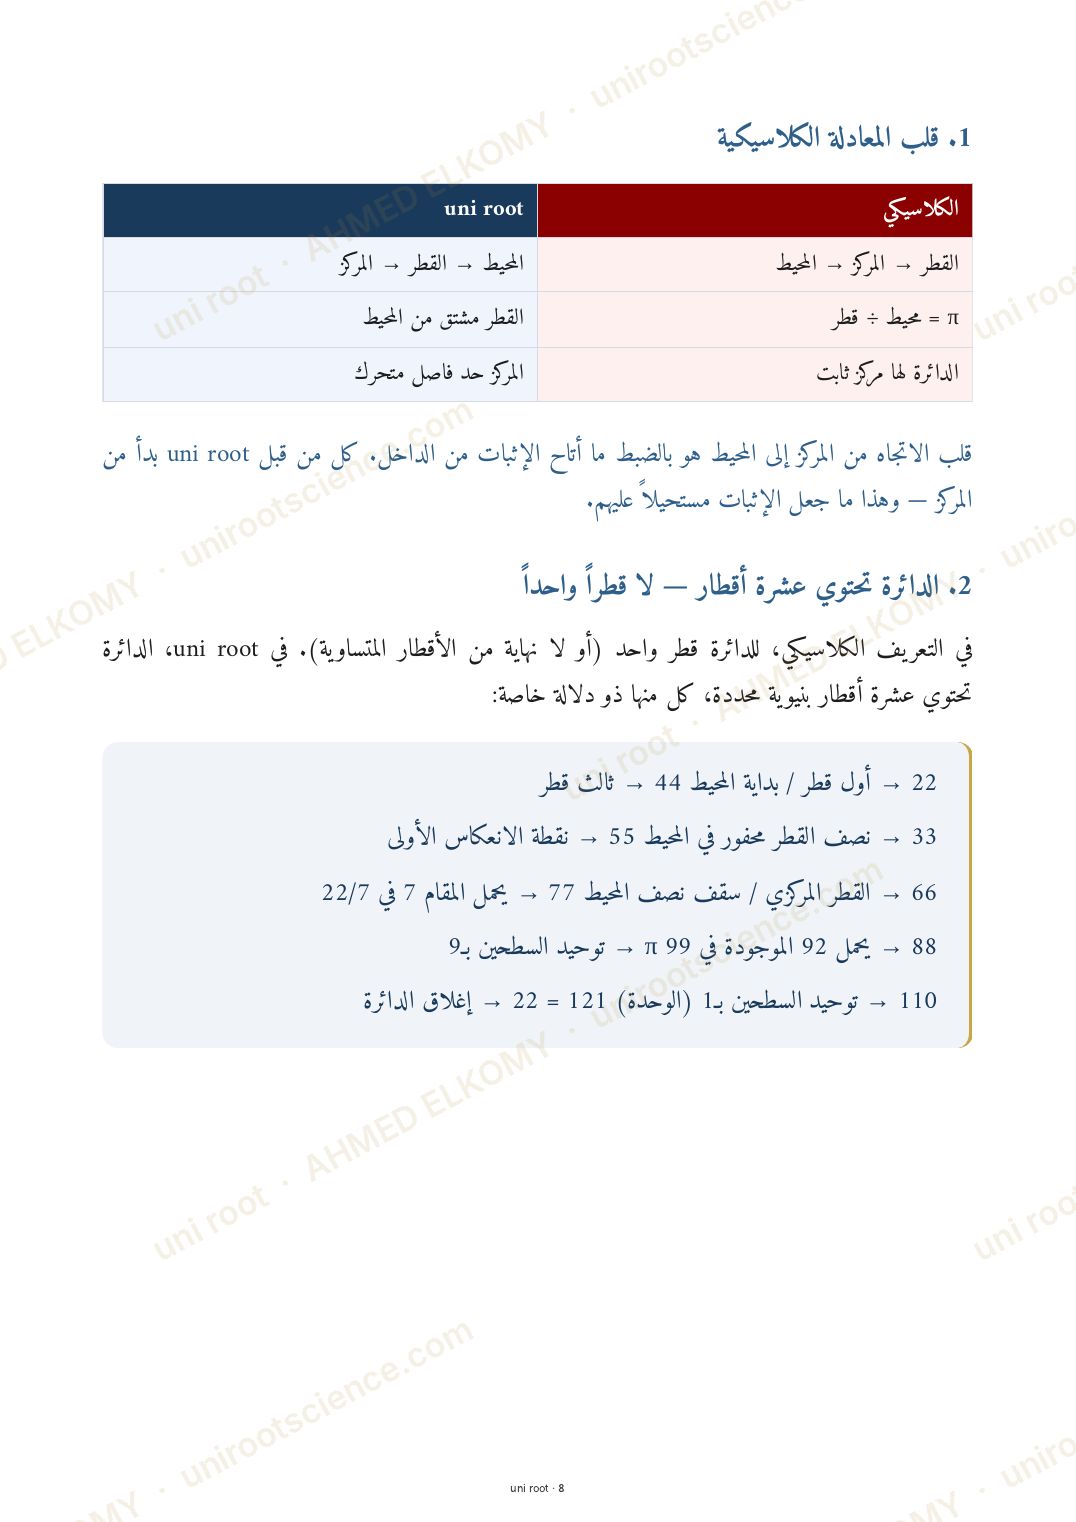 1. قلب المعادلة الكلاسيكية
الكلاسيكي
uni root
القطر → المركز → المحيط
المحيط → القطر → المركز
π = محيط ÷ قطر
القطر مشتق من المحيط
الدائرة لها مركز ثابت
المركز حد فاصل متحرك
قلب الاتجاه من المركز إلى المحيط هو بالضبط ما أتاح الإثبات من الداخل. كل من قبل uni root بدأ من
المركز — وهذا ما جعل الإثبات مستحيلاً عليهم.
2. الدائرة تحتوي عشرة أقطار — لا قطراً واحداً
في التعريف الكلاسيكي، للدائرة قطر واحد (أو لا نهاية من الأقطار المتساوية). في uni root، الدائرة
تحتوي عشرة أقطار بنيوية محددة، كل منها ذو دلالة خاصة:
22 → أول قطر / بداية المحيط 44 → ثالث قطر
33 → نصف القطر محفور في المحيط 55 → نقطة الانعكاس الأولى
66 → القطر المركزي / سقف نصف المحيط 77 → يحمل المقام 7 في 22/7
88 → يحمل 92 الموجودة في π 99 → توحيد السطحين بـ9
110 → توحيد السطحين بـ1 (الوحدة) 121 = 22 → إغلاق الدائرة
uni root · 8
uni root · AHMED ELKOMY · unirootscience.com